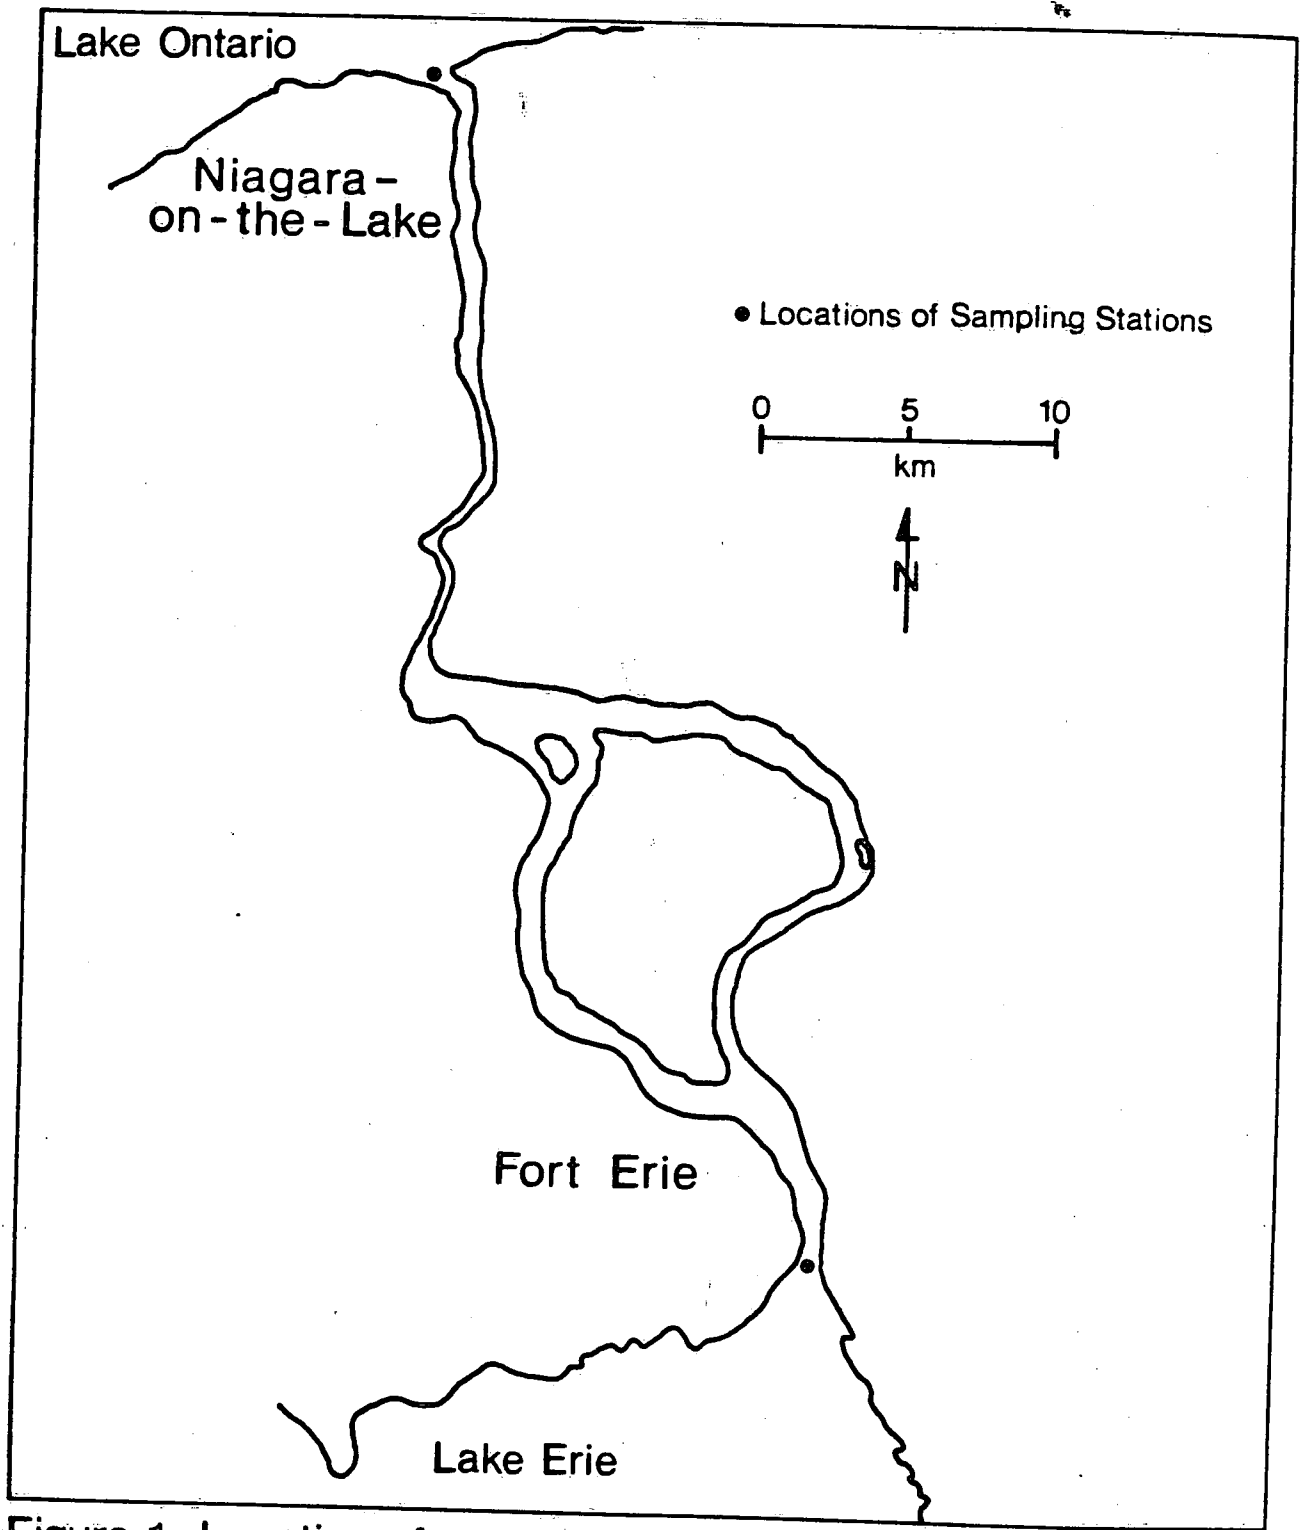 Lake Ontario
Niagara-
on-the-Lake
● Locations of Sampling Stations
0 5 10
km
N
Fort Erie
Lake Erie